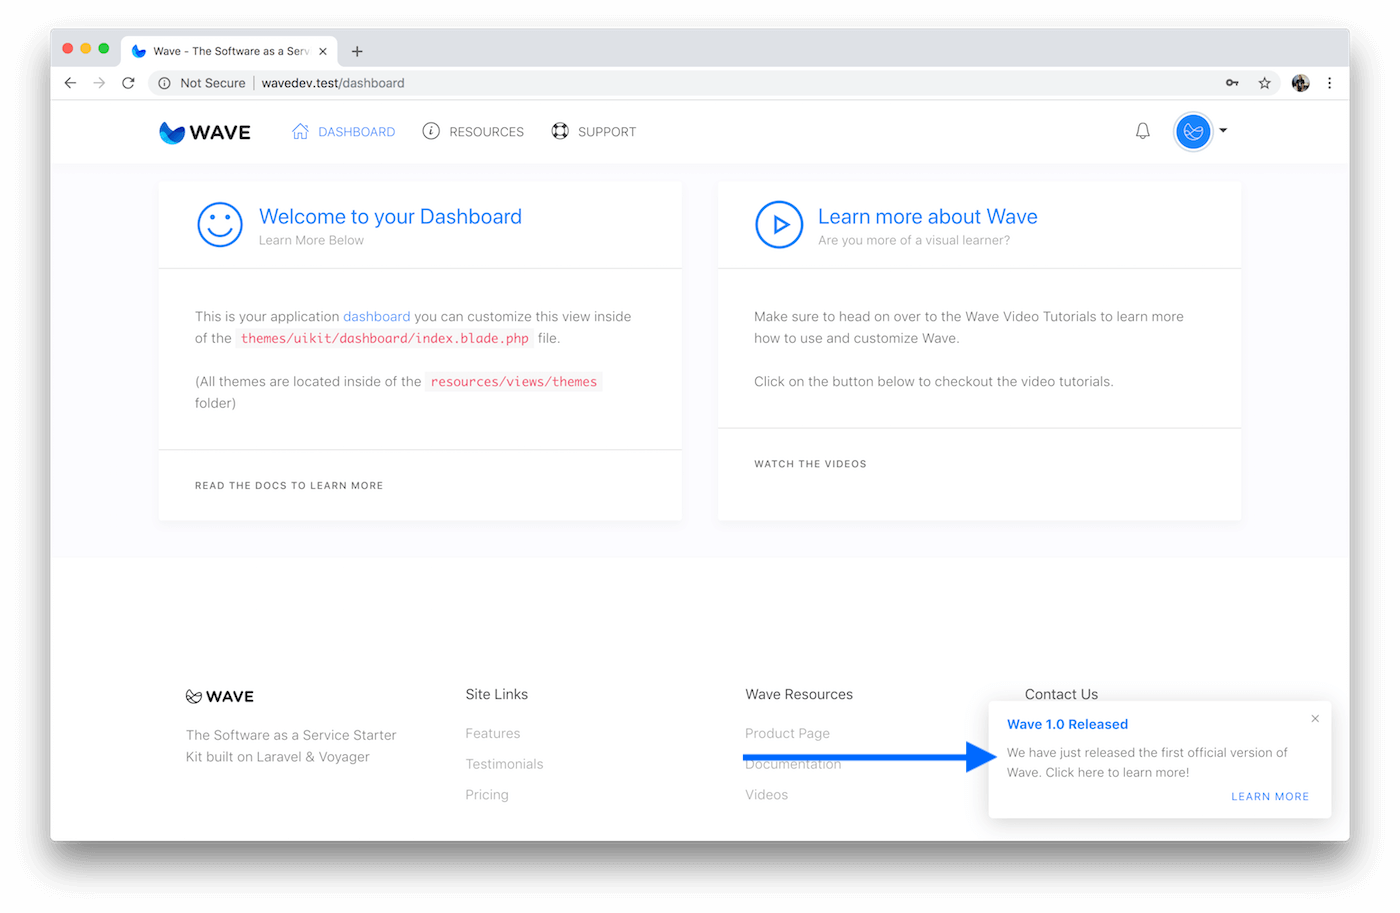 Wave - The Software as a Serv
Not Secure
wavedev.test/dashboard
WAVE
DASHBOARD
RESOURCES
SUPPORT
Welcome to your Dashboard
Learn More Below
This is your application dashboard you can customize this view inside
of the themes/uikit/dashboard/index.blade.php file.
(All themes are located inside of the resources/views/themes
folder)
READ THE DOCS TO LEARN MORE
Learn more about Wave
Are you more of a visual learner?
Make sure to head on over to the Wave Video Tutorials to learn more
how to use and customize Wave.
Click on the button below to checkout the video tutorials.
WATCH THE VIDEOS
WAVE
The Software as a Service Starter
Kit built on Laravel & Voyager
Site Links
Features
Testimonials
Pricing
Wave Resources
Product Page
Documentation
Videos
Contact Us
Wave 1.0 Released
We have just released the first official version of
Wave. Click here to learn more!
LEARN MORE